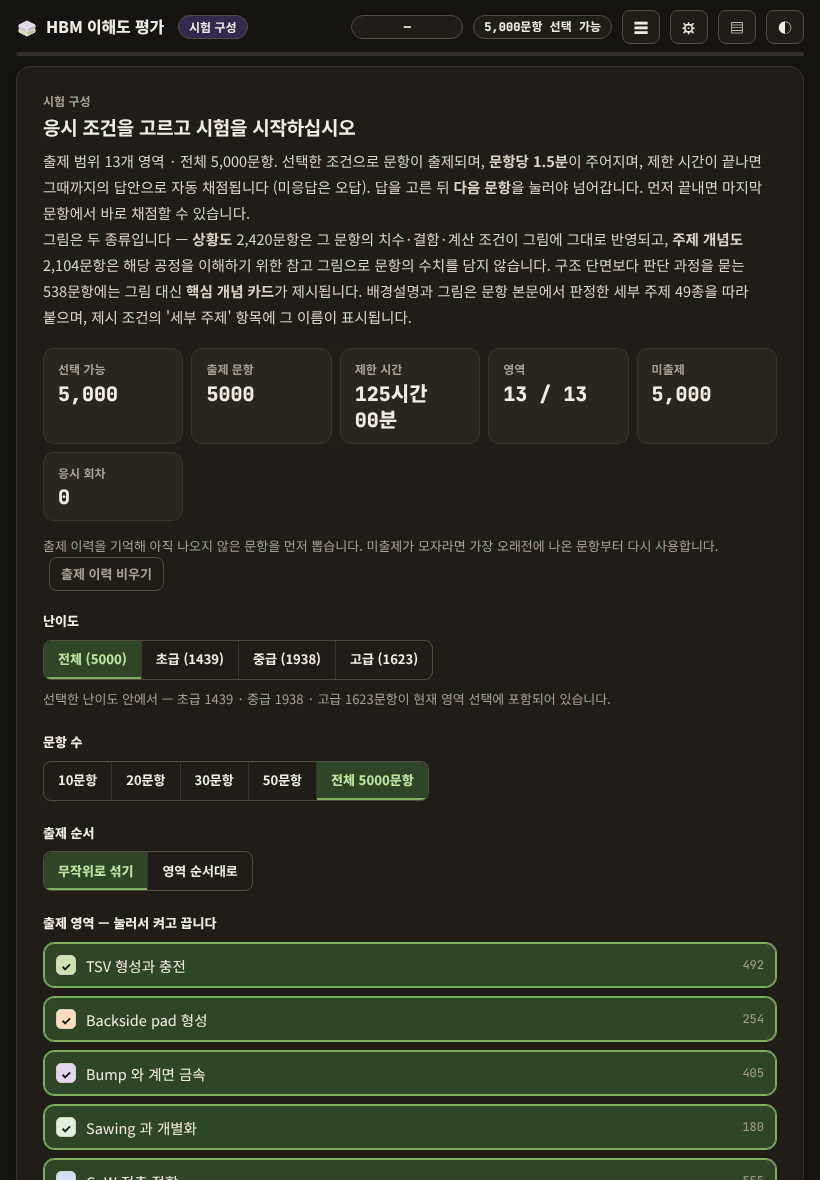 HBM 이해도 평가
시험 구성
–
5,000문항 선택 가능
시험 구성
응시 조건을 고르고 시험을 시작하십시오
출제 범위 13개 영역 · 전체 5,000문항. 선택한 조건으로 문항이 출제되며, 문항당 1.5분이 주어지며, 제한 시간이 끝나면
그때까지의 답안으로 자동 채점됩니다 (미응답은 오답). 답을 고른 뒤 다음 문항을 눌러야 넘어갑니다. 먼저 끝내면 마지막
문항에서 바로 채점할 수 있습니다.
그림은 두 종류입니다 — 상황도 2,420문항은 그 문항의 치수·결함·계산 조건이 그림에 그대로 반영되고, 주제 개념도
2,104문항은 해당 공정을 이해하기 위한 참고 그림으로 문항의 수치를 담지 않습니다. 구조 단면보다 판단 과정을 묻는
538문항에는 그림 대신 핵심 개념 카드가 제시됩니다. 배경설명과 그림은 문항 본문에서 판정한 세부 주제 49종을 따라
붙으며, 제시 조건의 '세부 주제' 항목에 그 이름이 표시됩니다.
선택 가능
5,000
출제 문항
5000
제한 시간
125시간
00분
영역
13 / 13
미출제
5,000
응시 회차
0
출제 이력을 기억해 아직 나오지 않은 문항을 먼저 뽑습니다. 미출제가 모자라면 가장 오래전에 나온 문항부터 다시 사용합니다.
출제 이력 비우기
난이도
전체 (5000)
초급 (1439)
중급 (1938)
고급 (1623)
선택한 난이도 안에서 — 초급 1439 · 중급 1938 · 고급 1623문항이 현재 영역 선택에 포함되어 있습니다.
문항 수
10문항
20문항
30문항
50문항
전체 5000문항
출제 순서
무작위로 섞기
영역 순서대로
출제 영역 — 눌러서 켜고 끕니다
TSV 형성과 충전
492
Backside pad 형성
254
Bump 와 계면 금속
405
Sawing 과 개별화
180